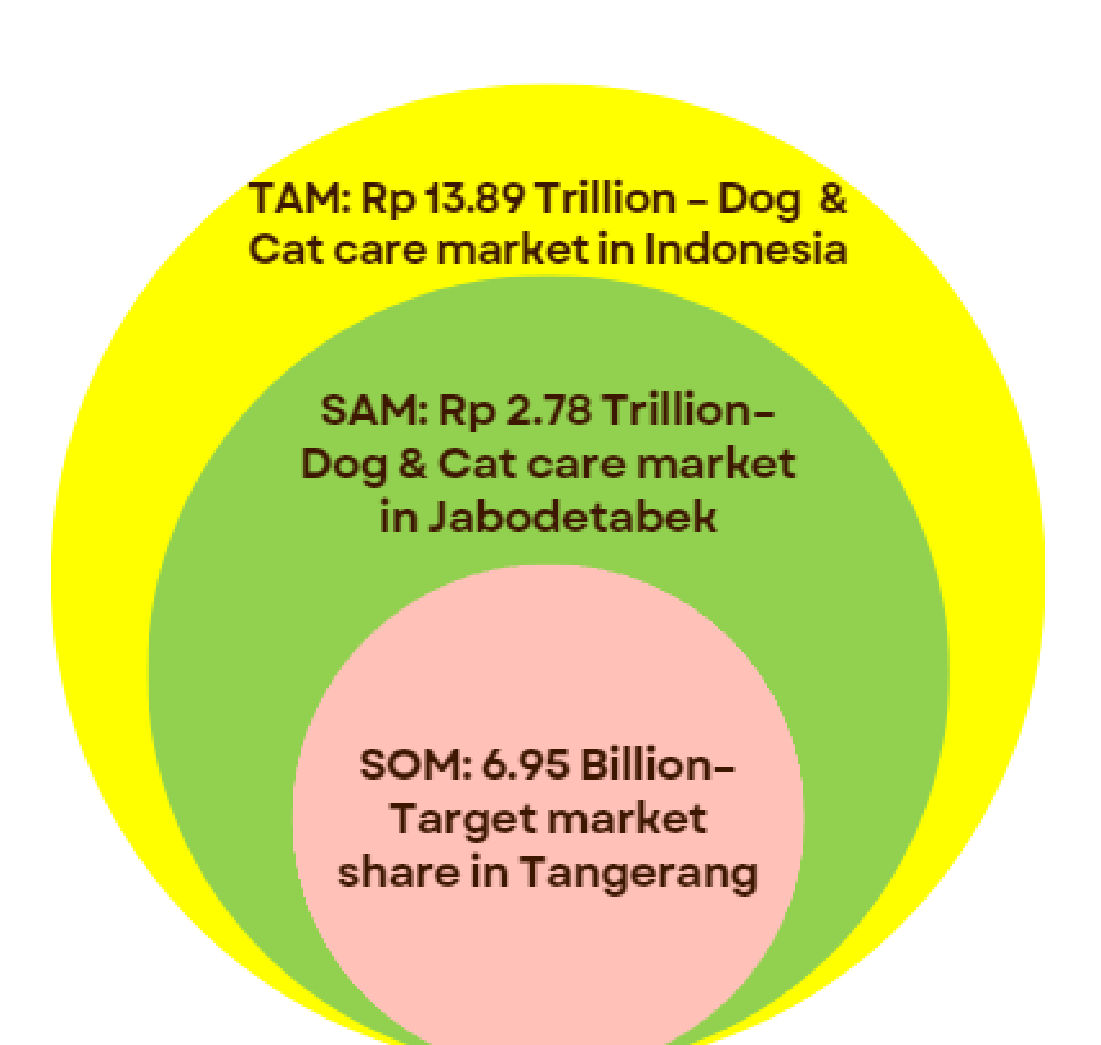 TAM: Rp 13.89 Trillion – Dog &
Cat care market in Indonesia
SAM: Rp 2.78 Trillion–
Dog & Cat care market
in Jabodetabek
SOM: 6.95 Billion–
Target market
share in Tangerang